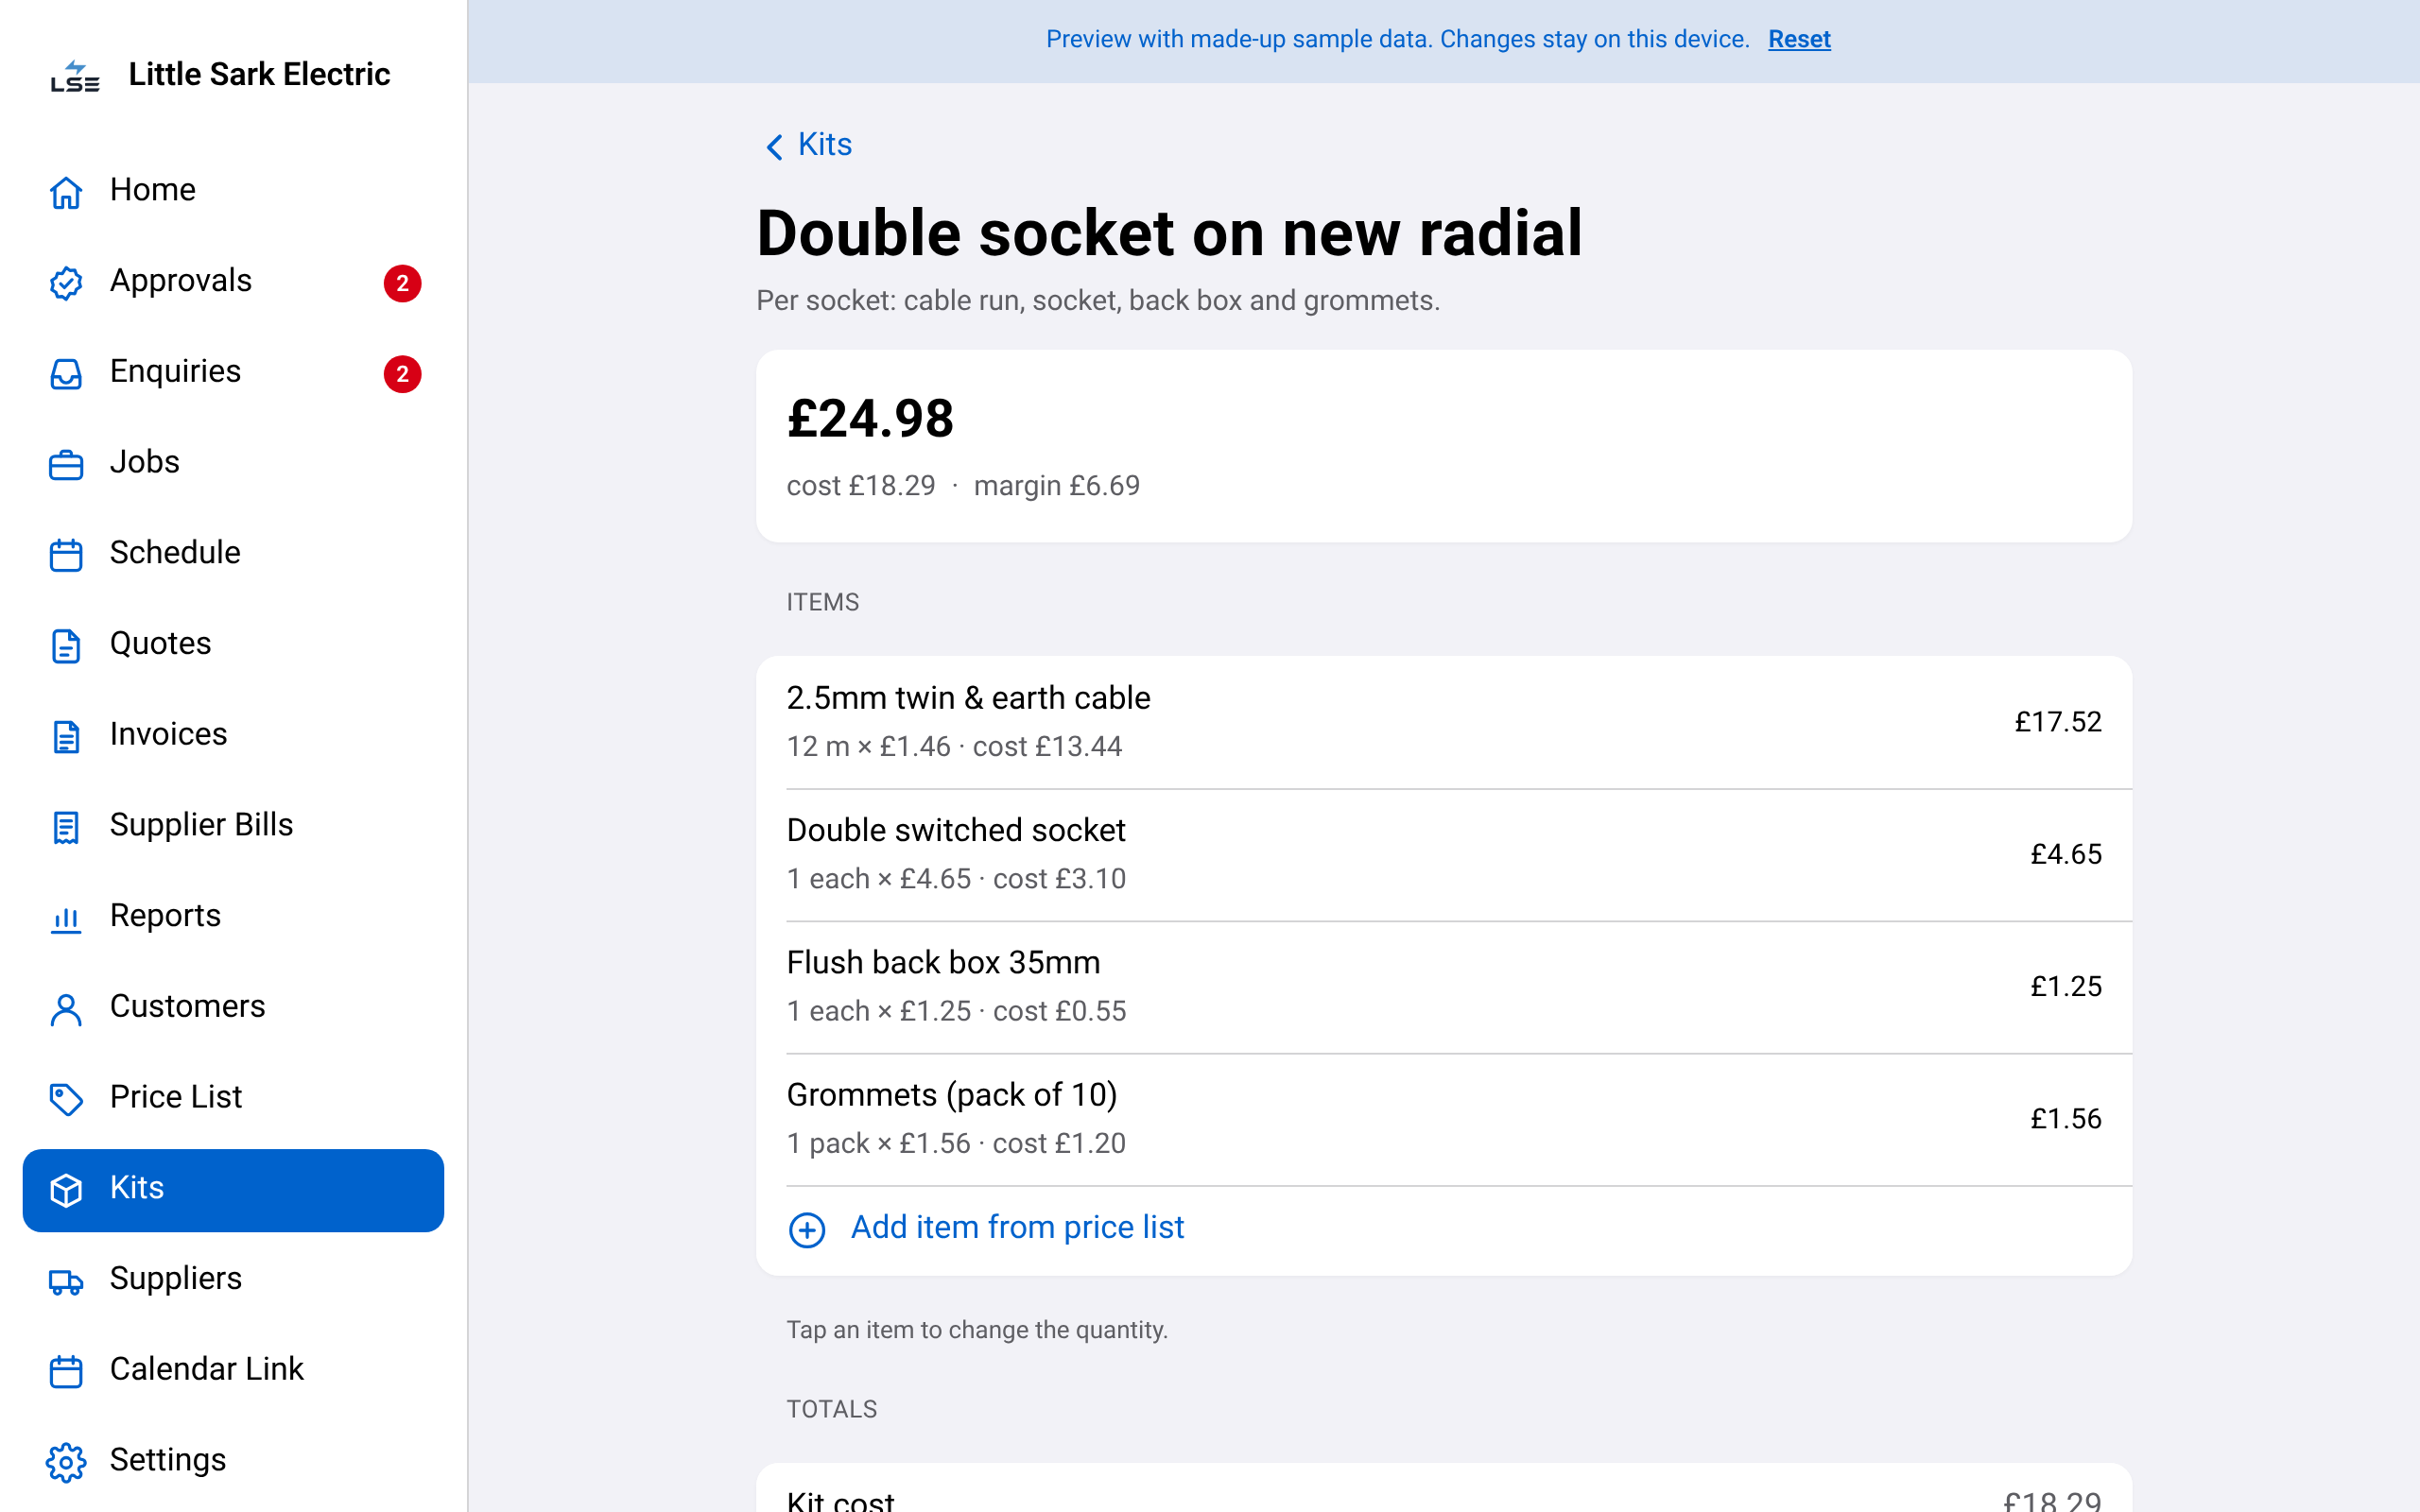 LSE
Little Sark Electric
Home
Approvals 2
Enquiries 2
Jobs
Schedule
Quotes
Invoices
Supplier Bills
Reports
Customers
Price List
Kits
Suppliers
Calendar Link
Settings
Preview with made-up sample data. Changes stay on this device. Reset
Kits
Double socket on new radial
Per socket: cable run, socket, back box and grommets.
£24.98
cost £18.29 · margin £6.69
ITEMS
2.5mm twin & earth cable
12 m × £1.46 · cost £13.44
£17.52
Double switched socket
1 each × £4.65 · cost £3.10
£4.65
Flush back box 35mm
1 each × £1.25 · cost £0.55
£1.25
Grommets (pack of 10)
1 pack × £1.56 · cost £1.20
£1.56
Add item from price list
Tap an item to change the quantity.
TOTALS
Kit cost £18.29